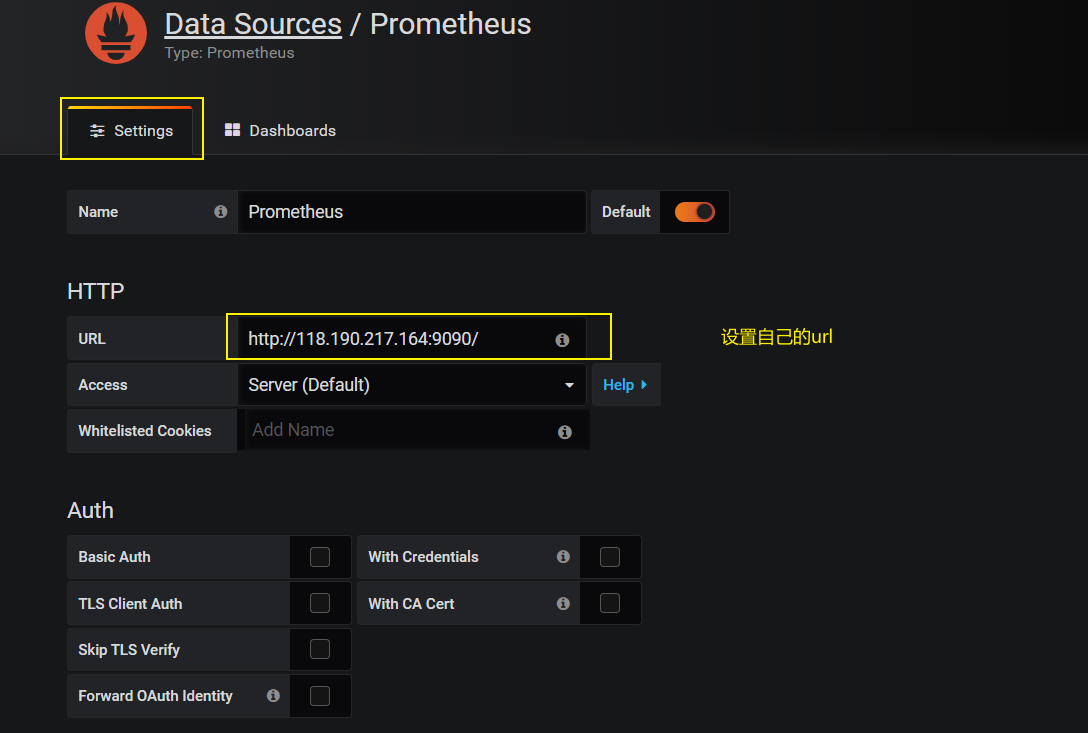 Data Sources / Prometheus
Type: Prometheus
Settings
Dashboards
Name
Prometheus
Default
HTTP
URL
http://118.190.217.164:9090/
设置自己的url
Access
Server (Default)
Help
Whitelisted Cookies
Add Name
Auth
Basic Auth
With Credentials
TLS Client Auth
With CA Cert
Skip TLS Verify
Forward OAuth Identity